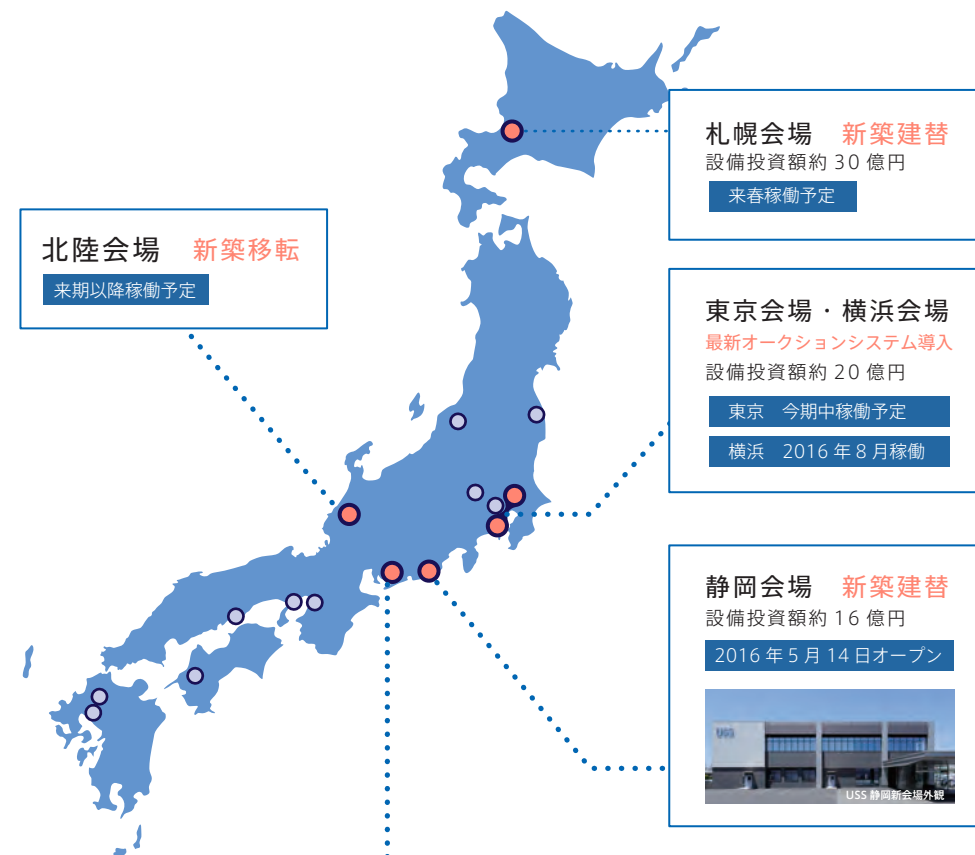 札幌会場 新築建替
設備投資額約 30 億円
来春稼働予定
北陸会場 新築移転
来期以降稼働予定
東京会場・横浜会場
最新オークションシステム導入
設備投資額約 20 億円
東京 今期中稼働予定
横浜 2016 年 8 月稼働
静岡会場 新築建替
設備投資額約 16 億円
2016 年 5 月 14 日オープン
USS
USS 静岡新会場外観